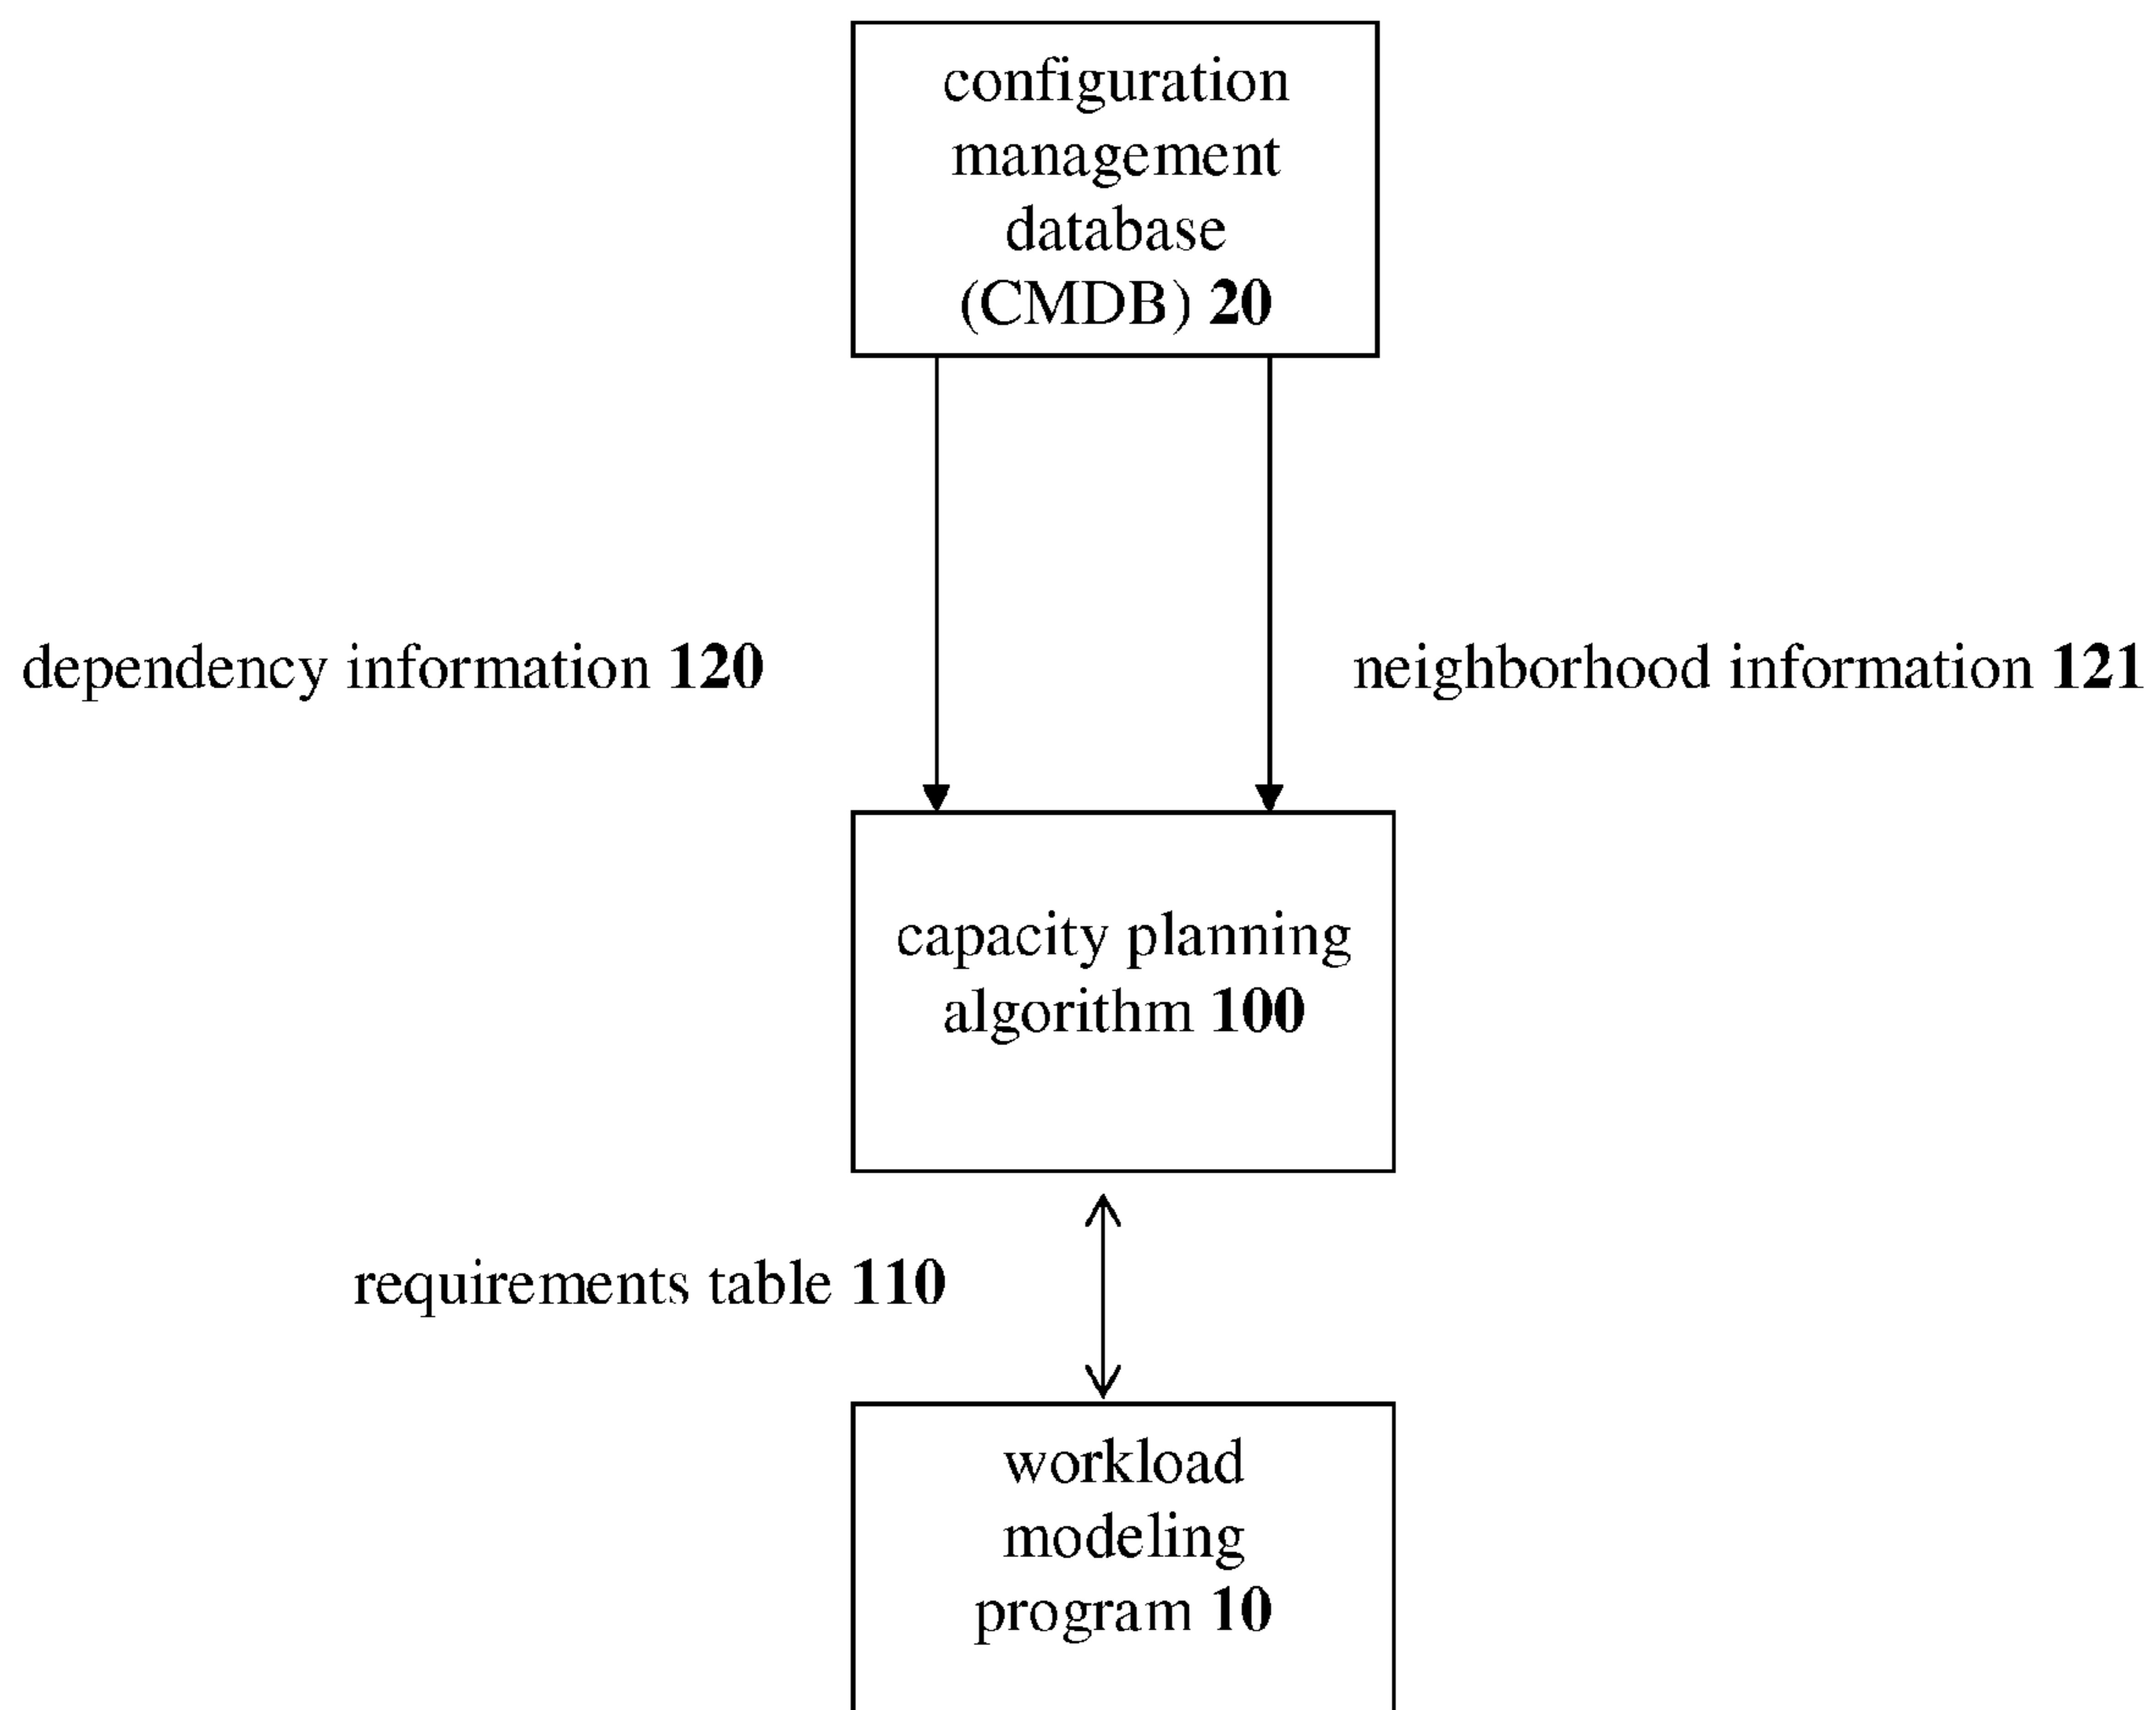 configuration
management
database
(CMDB) 20
dependency information 120
neighborhood information 121
capacity planning
algorithm 100
requirements table 110
workload
modeling
program 10